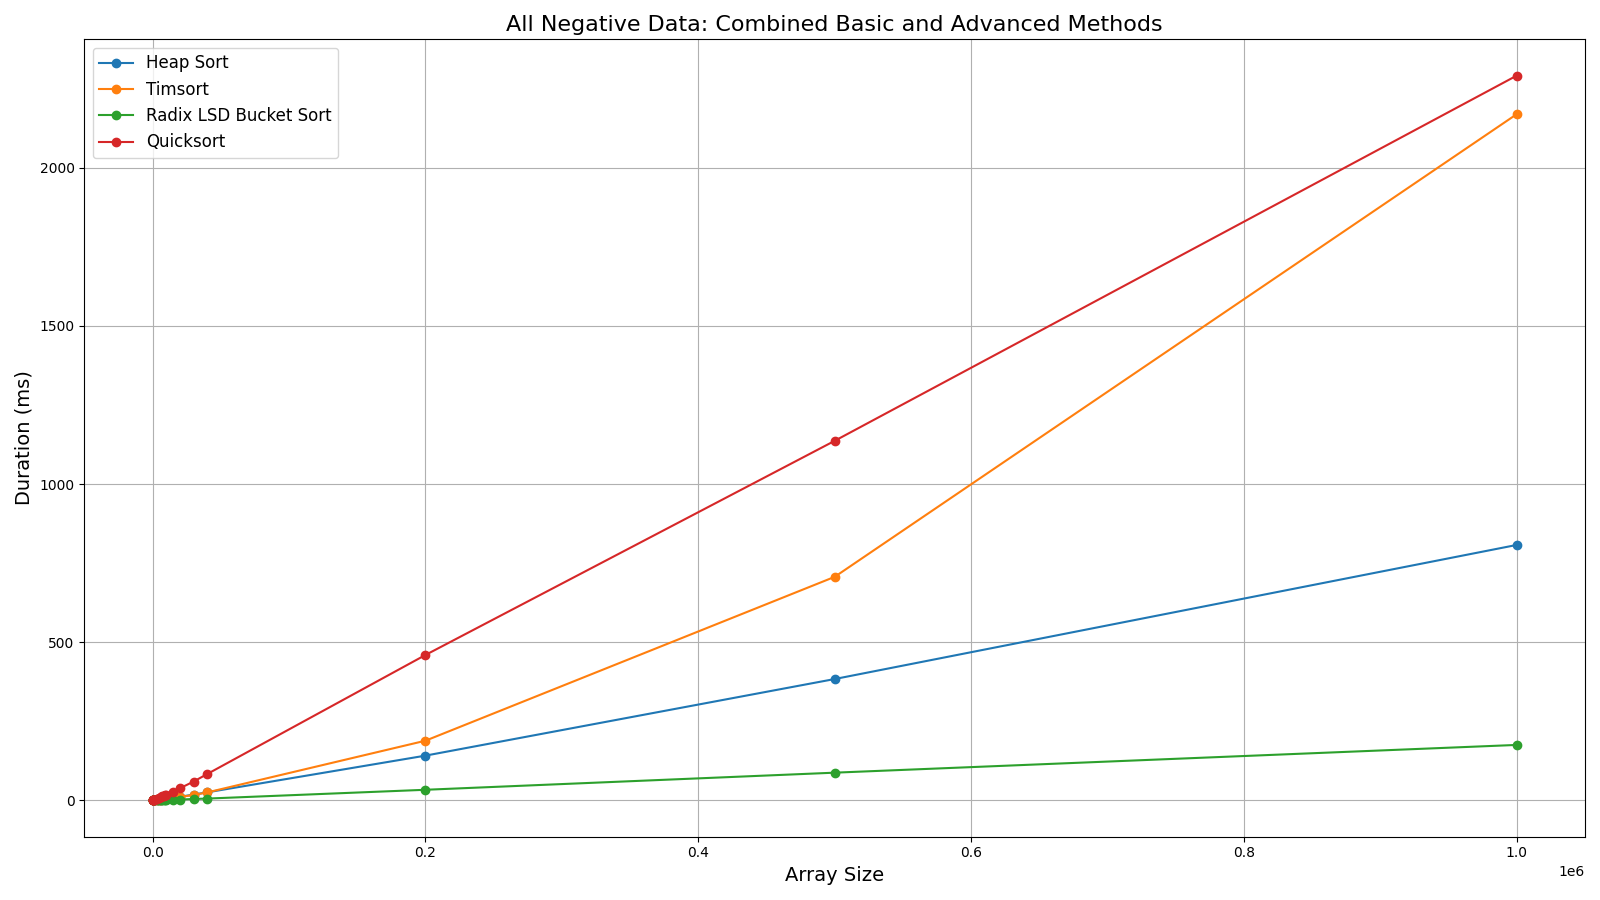 All Negative Data: Combined Basic and Advanced Methods
Heap Sort
Timsort
Radix LSD Bucket Sort
Quicksort
Duration (ms)
2000
1500
1000
500
0
0.0 0.2 0.4 0.6 0.8 1.0
1e6
Array Size